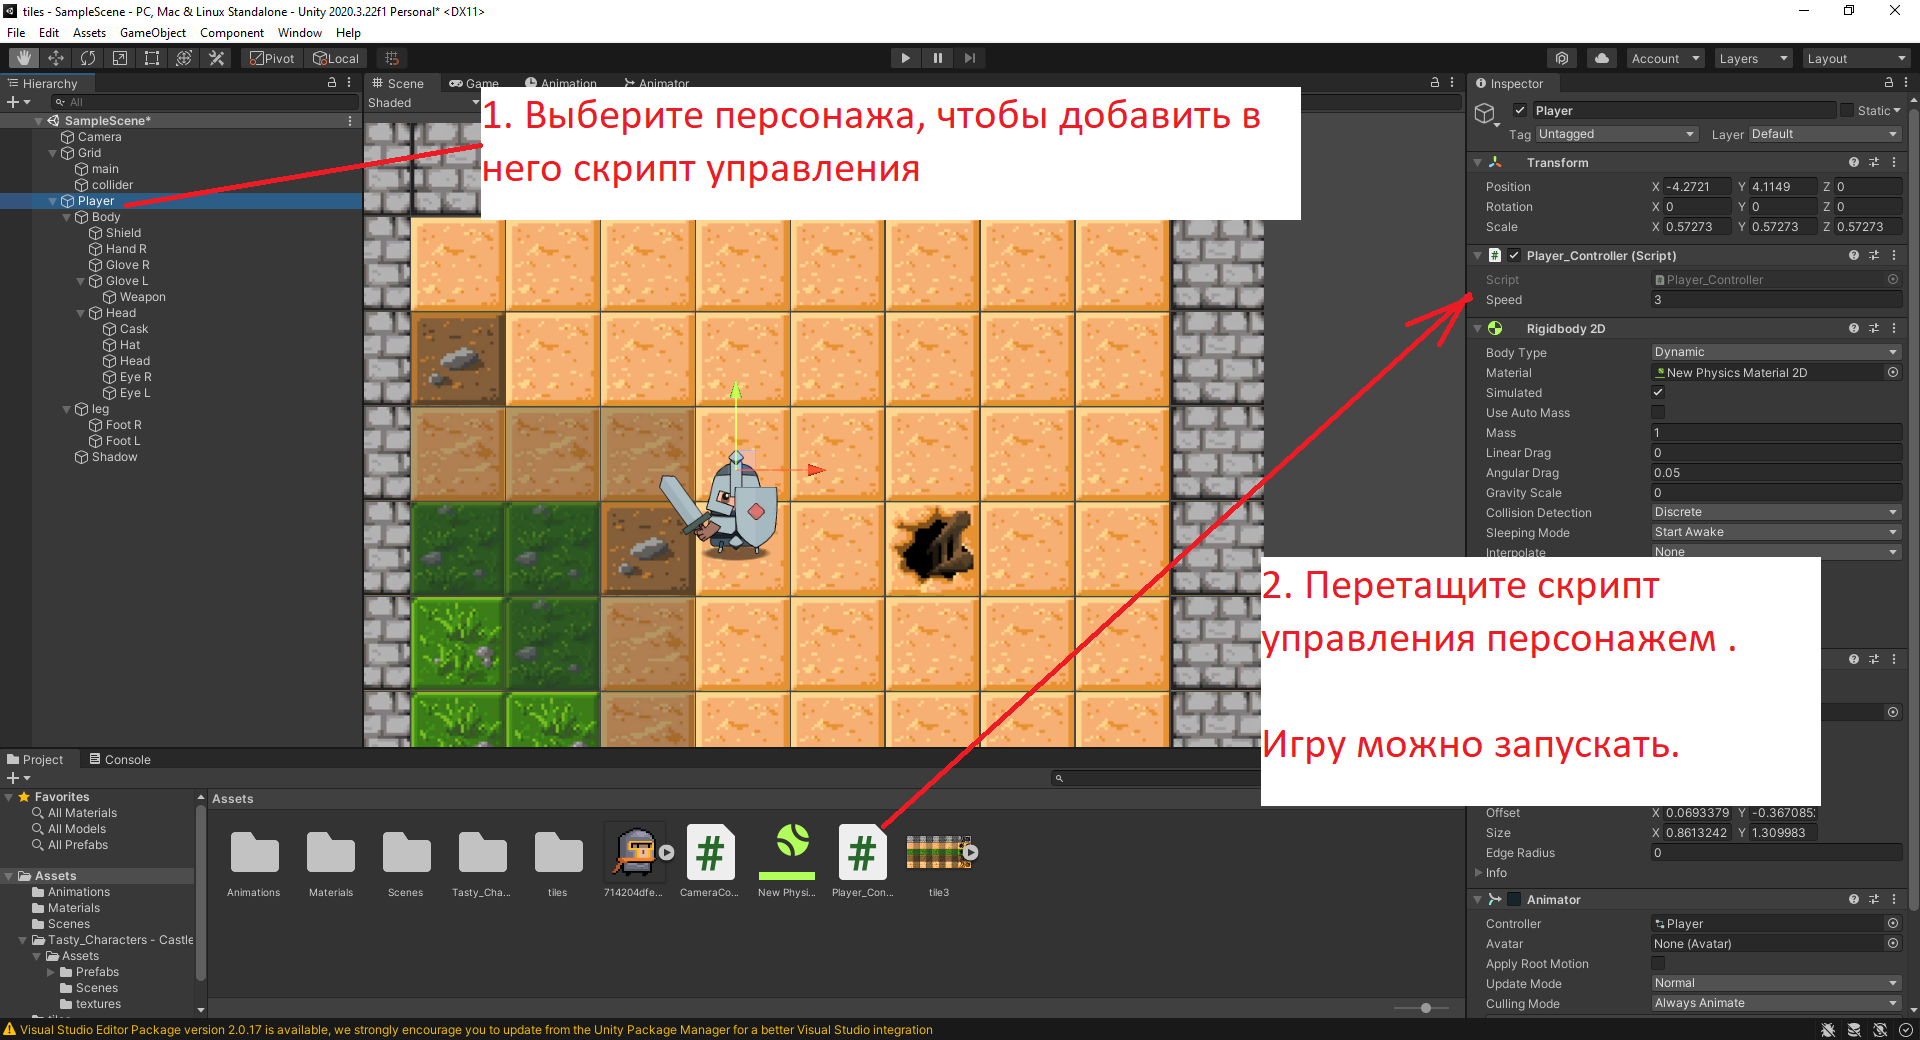 tiles - SampleScene - PC, Mac & Linux Standalone - Unity 2020.3.22f1 Personal* <DX11>
File Edit Assets GameObject Component Window Help
Pivot Local Account Layers Layout
Hierarchy
All
SampleScene*
Camera
Grid
main
collider
Player
Body
Shield
Hand R
Glove R
Glove L
Weapon
Head
Cask
Hat
Head
Eye R
Eye L
leg
Foot R
Foot L
Shadow
Scene Game Animation Animator
Shaded
1. Выберите персонажа, чтобы добавить в
него скрипт управления
2. Перетащите скрипт
управления персонажем .
Игру можно запускать.
Inspector
Player Static
Tag Untagged Layer Default
Transform
Position X -4.2721 Y 4.1149 Z 0
Rotation X 0 Y 0 Z 0
Scale X 0.57273 Y 0.57273 Z 0.57273
# Player_Controller (Script)
Script Player_Controller
Speed 3
Rigidbody 2D
Body Type Dynamic
Material New Physics Material 2D
Simulated
Use Auto Mass
Mass 1
Linear Drag 0
Angular Drag 0.05
Gravity Scale 0
Collision Detection Discrete
Sleeping Mode Start Awake
Interpolate None
Offset X 0.0693379 Y -0.367085:
Size X 0.8613242 Y 1.309983
Edge Radius 0
Info
Animator
Controller Player
Avatar None (Avatar)
Apply Root Motion
Update Mode Normal
Culling Mode Always Animate
Project Console
Favorites
All Materials
All Models
All Prefabs
Assets
Animations
Materials
Scenes
Tasty_Characters - Castle
Assets
Prefabs
Scenes
textures
Assets
# #
Animations Materials Scenes Tasty_Cha... tiles 714204dfe... CameraCo... New Physi... Player_Con... tile3
Visual Studio Editor Package version 2.0.17 is available, we strongly encourage you to update from the Unity Package Manager for a better Visual Studio integration